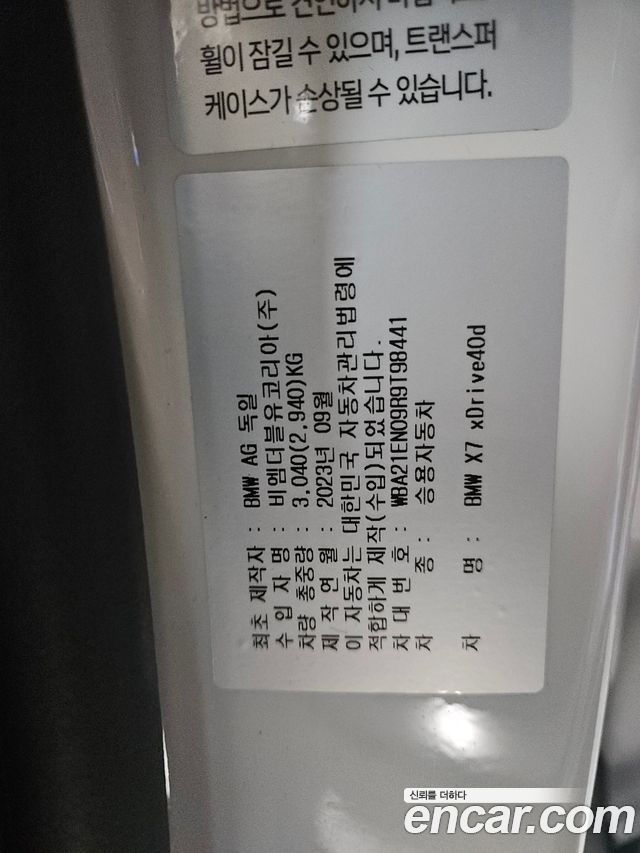 휠이 잠길 수 있으며, 트랜스퍼
케이스가 손상될 수 있습니다.
최초 제작자 : BMW AG 독일
수 입 자 명 : 비엠더블유코리아(주)
차량 총중량 : 3,040(2,940)KG
제 작 연 월 : 2023년 09월
이 자동차는 대한민국 자동차관리법령에
적합하게 제작(수입)되었습니다.
차 대 번 호 : WBA21EN09R9T98441
차 종 : 승용자동차
차 명 : BMW X7 xDrive40d
신뢰를 더하다
encar.com